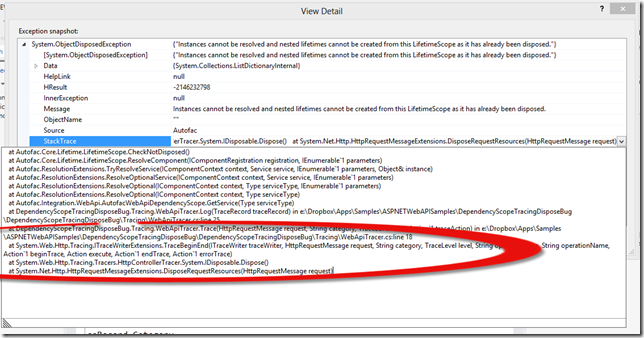 View Detail
?
Exception snapshot:
System.ObjectDisposedException {"Instances cannot be resolved and nested lifetimes cannot be created from this LifetimeScope as it has already been disposed."}
[System.ObjectDisposedException] {"Instances cannot be resolved and nested lifetimes cannot be created from this LifetimeScope as it has already been disposed."}
Data {System.Collections.ListDictionaryInternal}
HelpLink null
HResult -2146232798
InnerException null
Message Instances cannot be resolved and nested lifetimes cannot be created from this LifetimeScope as it has already been disposed.
ObjectName ""
Source Autofac
StackTrace erTracer.System.IDisposable.Dispose() at System.Net.Http.HttpRequestMessageExtensions.DisposeRequestResources(HttpRequestMessage request)
at Autofac.Core.Lifetime.LifetimeScope.CheckNotDisposed()
at Autofac.Core.Lifetime.LifetimeScope.ResolveComponent(IComponentRegistration registration, IEnumerable`1 parameters)
at Autofac.ResolutionExtensions.TryResolveService(IComponentContext context, Service service, IEnumerable`1 parameters, Object& instance)
at Autofac.ResolutionExtensions.ResolveOptionalService(IComponentContext context, Service service, IEnumerable`1 parameters)
at Autofac.ResolutionExtensions.ResolveOptional(IComponentContext context, Type serviceType, IEnumerable`1 parameters)
at Autofac.ResolutionExtensions.ResolveOptional(IComponentContext context, Type serviceType)
at Autofac.Integration.WebApi.AutofacWebApiDependencyScope.GetService(Type serviceType)
at DependencyScopeTracingDisposeBug.Tracing.WebApiTracer.Log(TraceRecord traceRecord) in e:\Dropbox\Apps\Samples\ASPNETWebAPISamples\DependencyScopeTracingDisposeBug
\DependencyScopeTracingDisposeBug\Tracing\WebApiTracer.cs:line 25
at DependencyScopeTracingDisposeBug.Tracing.WebApiTracer.Trace(HttpRequestMessage request, String category, traceAction) in e:\Dropbox\Apps\Samples
\ASPNETWebAPISamples\DependencyScopeTracingDisposeBug\DependencyScopeTracingDisposeBug\Tracing\WebApiTracer.cs:line 18
at System.Web.Http.Tracing.ITraceWriterExtensions.TraceBeginEnd(ITraceWriter traceWriter, HttpRequestMessage request, String category, TraceLevel level, String String operationName,
Action`1 beginTrace, Action execute, Action`1 endTrace, Action`1 errorTrace)
at System.Web.Http.Tracing.Tracers.HttpControllerTracer.System.IDisposable.Dispose()
at System.Net.Http.HttpRequestMessageExtensions.DisposeRequestResources(HttpRequestMessage request)